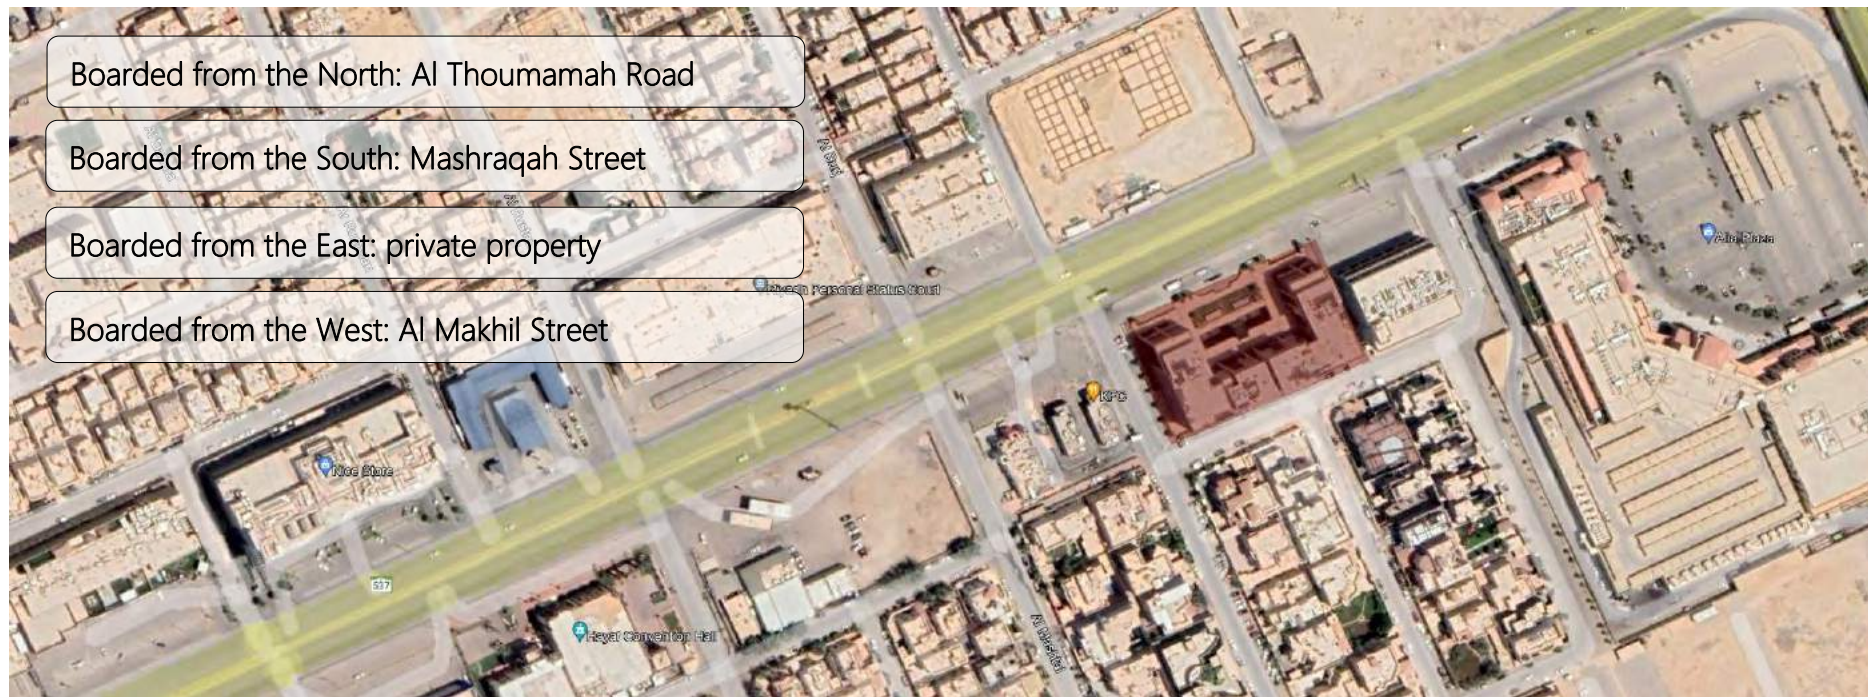 Boarded from the North: Al Thoumamah Road
Boarded from the South: Mashraqah Street
Boarded from the East: private property
Riyadh Personal Status Court
Boarded from the West: Al Makhil Street
KFC
Nice Store
537
Hayat Convention Hall
Plaza